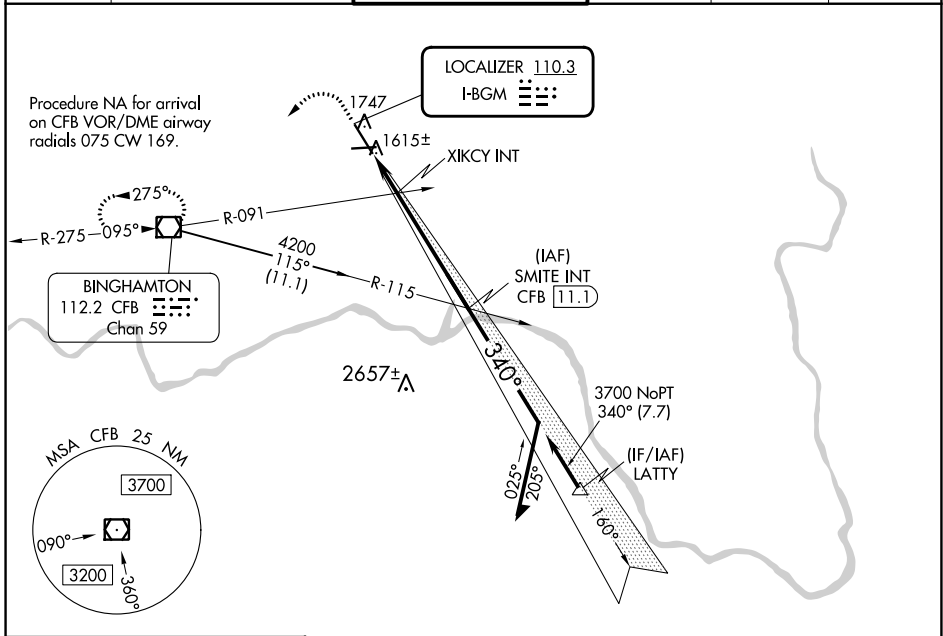 LOCALIZER 110.3
I-BGM
Procedure NA for arrival
on CFB VOR/DME airway
radials 075 CW 169.
1747
1615±
XIKCY INT
275°
R-091
R-275
095°
4200
115°
(11.1)
R-115
(IAF)
SMITE INT
CFB 11.1
BINGHAMTON
112.2 CFB
Chan 59
340°
2657±
3700 NoPT
340° (7.7)
(IF/IAF)
LATTY
025°
205°
160°
MSA CFB 25 NM
3700
090°
3200
360°